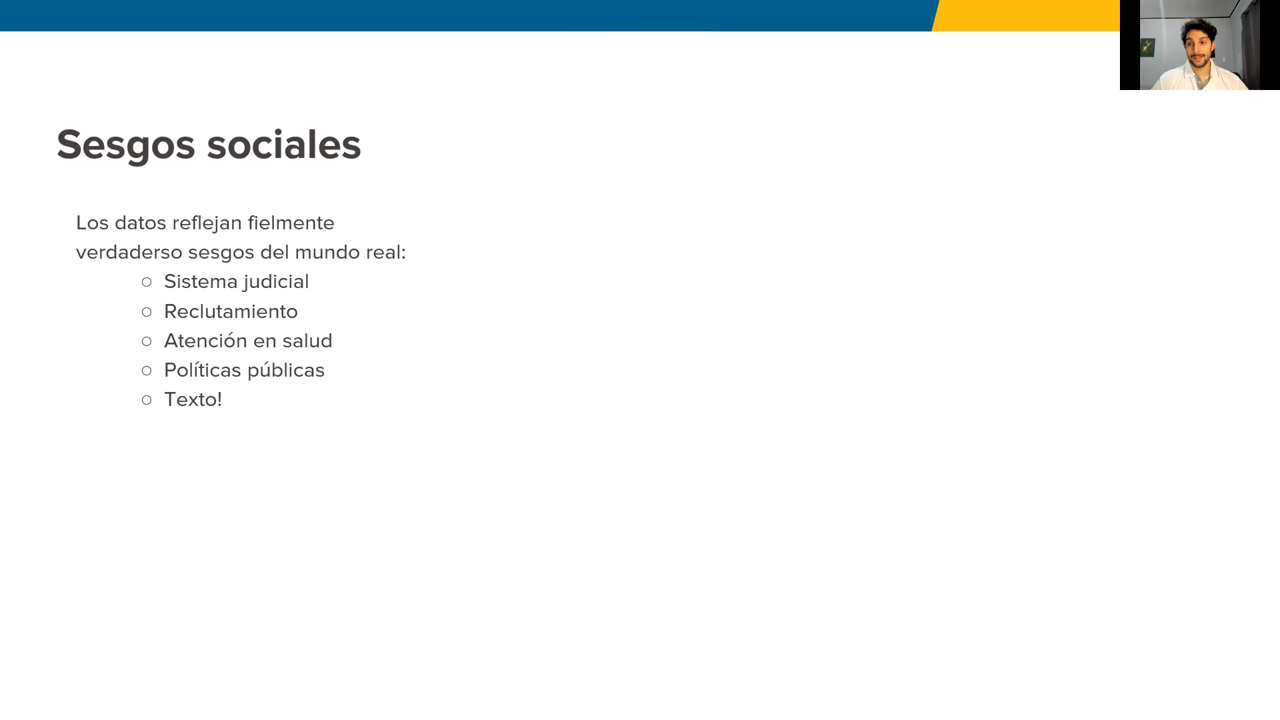 Sesgos sociales
Los datos reflejan fielmente
verdaderso sesgos del mundo real:
○ Sistema judicial
○ Reclutamiento
○ Atención en salud
○ Políticas públicas
○ Texto!